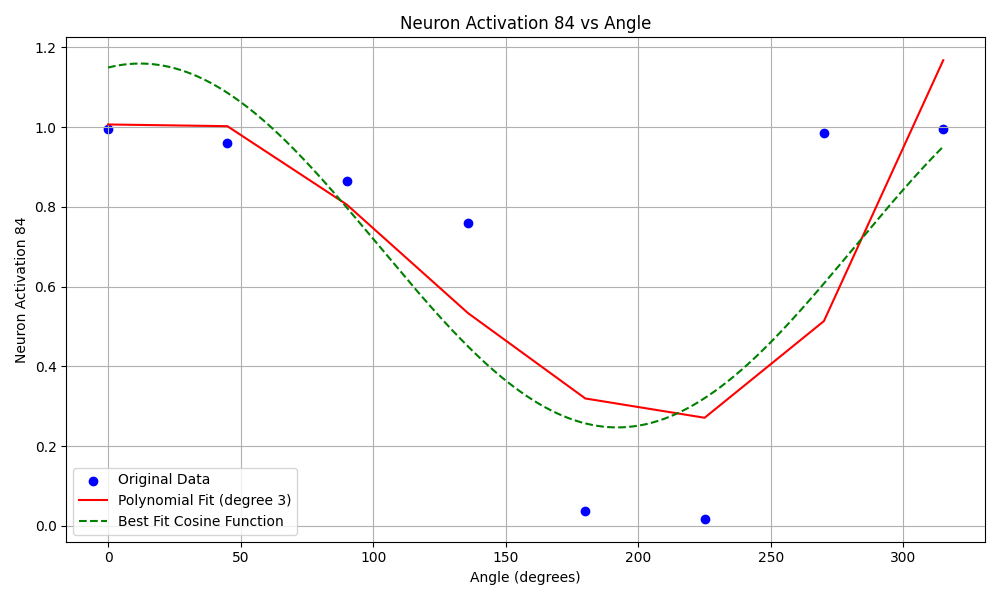 Neuron Activation 84 vs Angle
Neuron Activation 84
1.2
1.0
0.8
0.6
0.4
0.2
0.0
Original Data
Polynomial Fit (degree 3)
Best Fit Cosine Function
0 50 100 150 200 250 300
Angle (degrees)